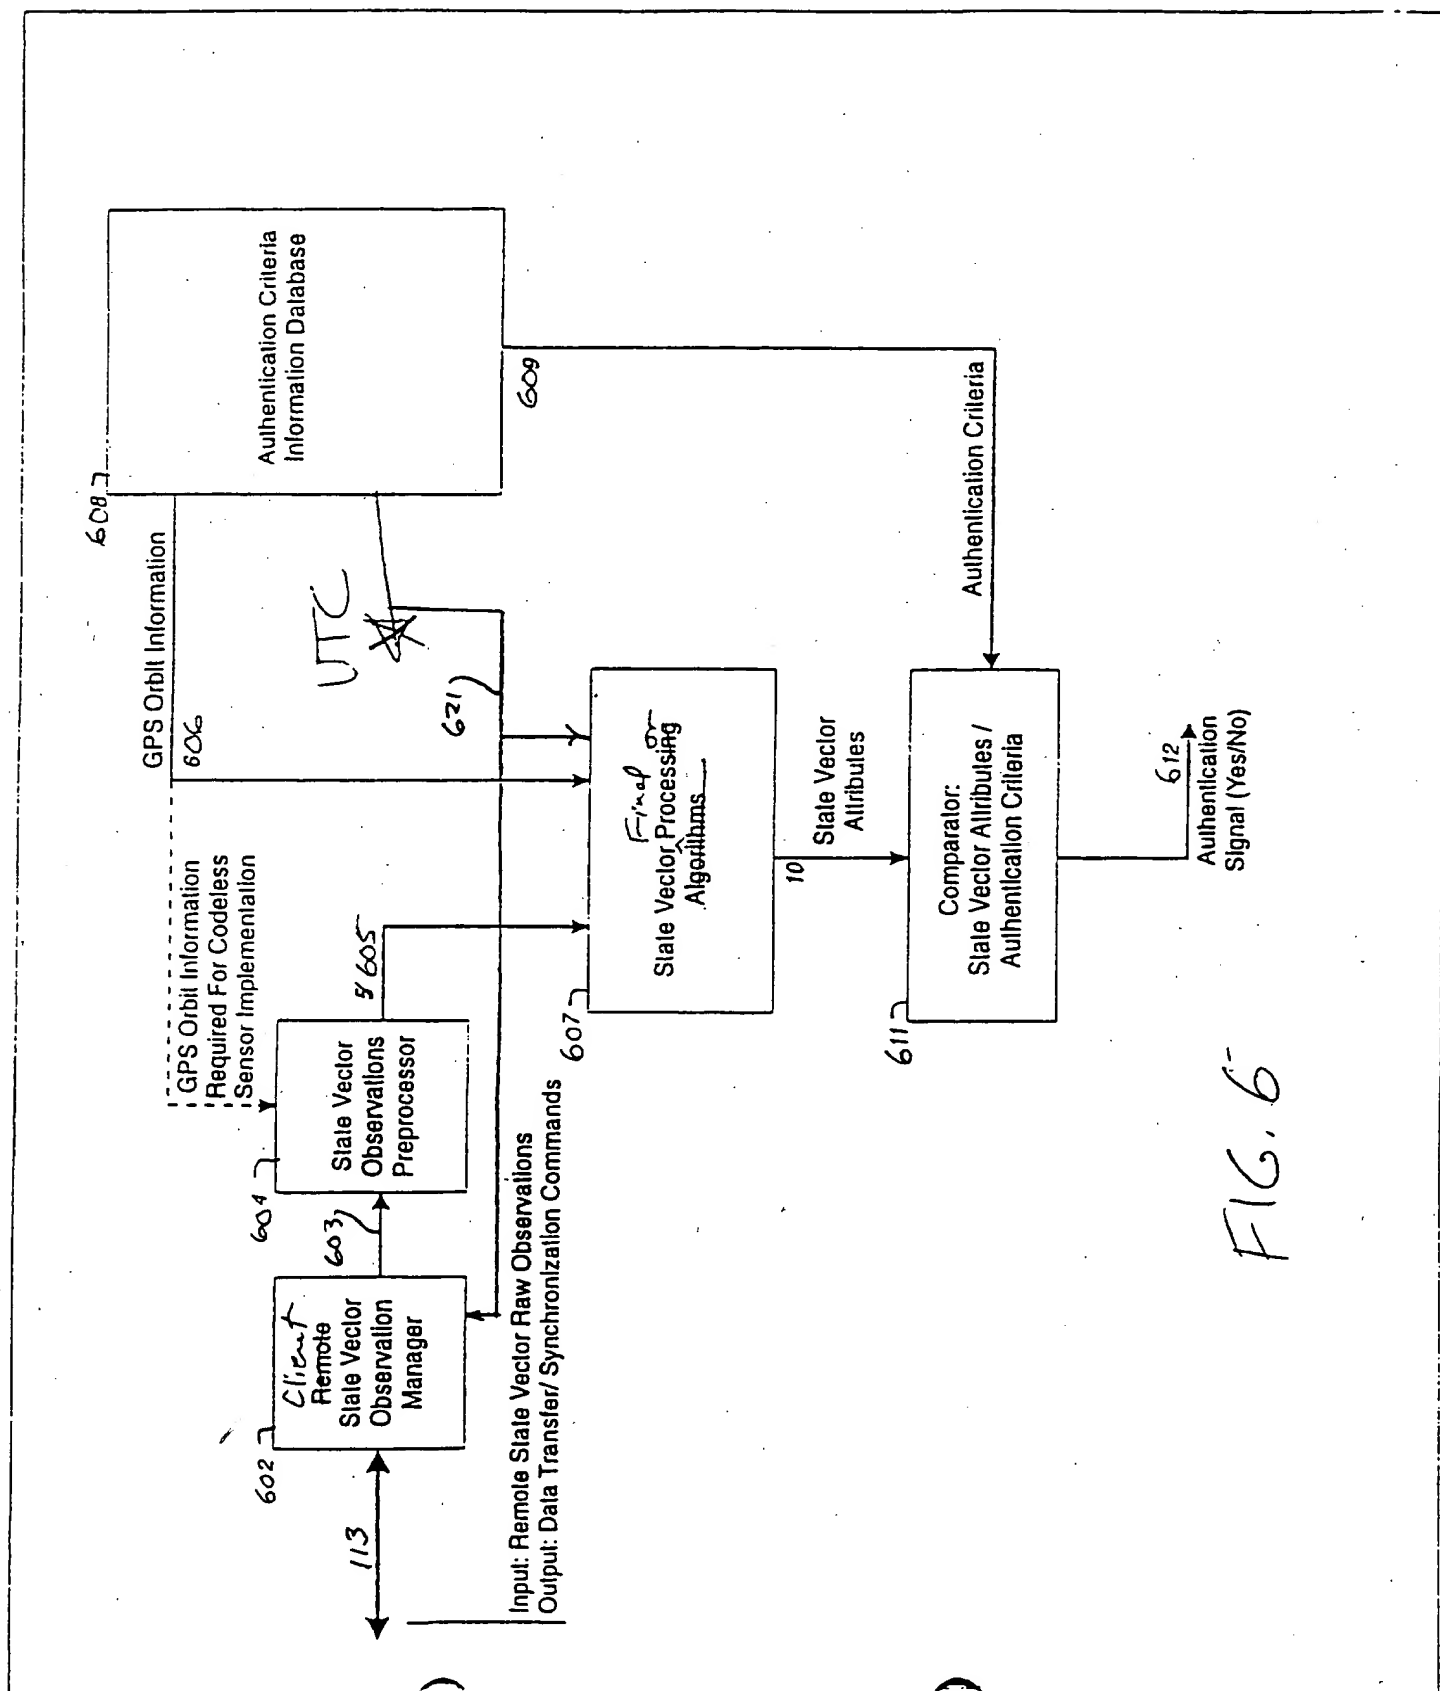 608
Authentication Criteria
Information Database
609
GPS Orbit Information
606
UTC
621
GPS Orbit Information
Required For Codeless
Sensor Implementation
604
State Vector
Observations
Preprocessor
605
603
602
Client
Remote
State Vector
Observation
Manager
113
Input: Remote State Vector Raw Observations
Output: Data Transfer/ Synchronization Commands
607
Final
State Vector Processing or
Algorithms
10
State Vector
Attributes
Authentication Criteria
611
Comparator:
State Vector Attributes /
Authentication Criteria
612
Authentication
Signal (Yes/No)
FIG. 6